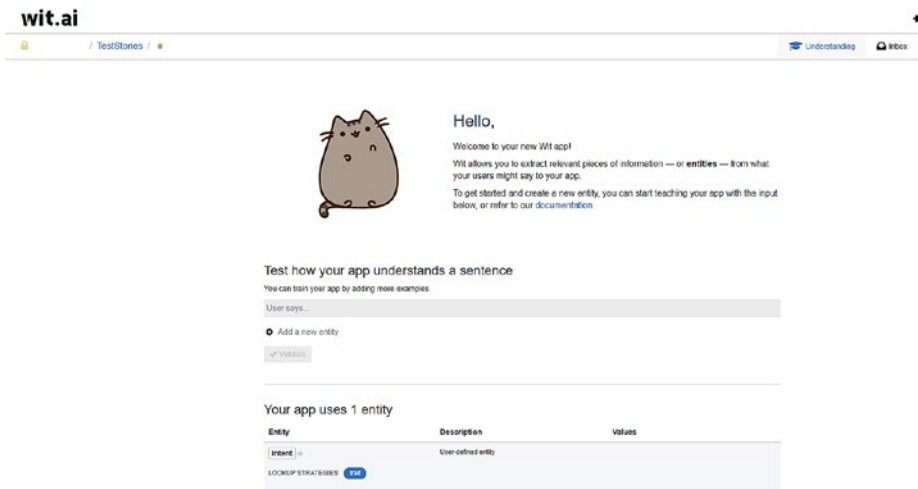 wit.ai
/ TestStories /
Understanding Inbox
Hello,
Welcome to your new Wit app!
Wit allows you to extract relevant pieces of information — or entities — from what
your users might say to your app.
To get started and create a new entity, you can start teaching your app with the input
below, or refer to our documentation.
Test how your app understands a sentence
You can train your app by adding more examples
User says...
Add a new entity
Validate
Your app uses 1 entity
Entity Description Values
intent User-defined entity
LOOKUP STRATEGIES